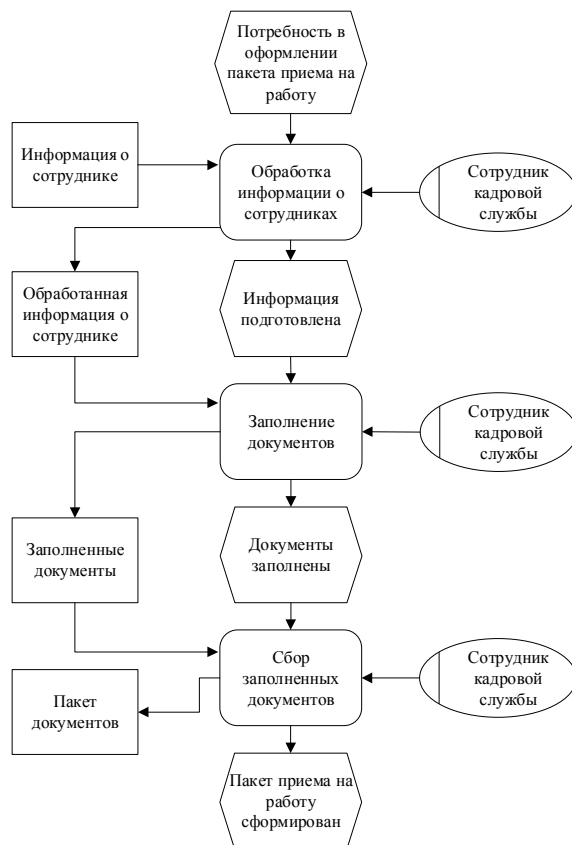 Потребность в
оформлении
пакета приема на
работу
Информация о
сотруднике
Обработка
информации о
сотрудниках
Сотрудник
кадровой
службы
Обработанная
информация о
сотруднике
Информация
подготовлена
Заполнение
документов
Сотрудник
кадровой
службы
Заполненные
документы
Документы
заполнены
Сбор
заполненных
документов
Сотрудник
кадровой
службы
Пакет
документов
Пакет приема на
работу
сформирован